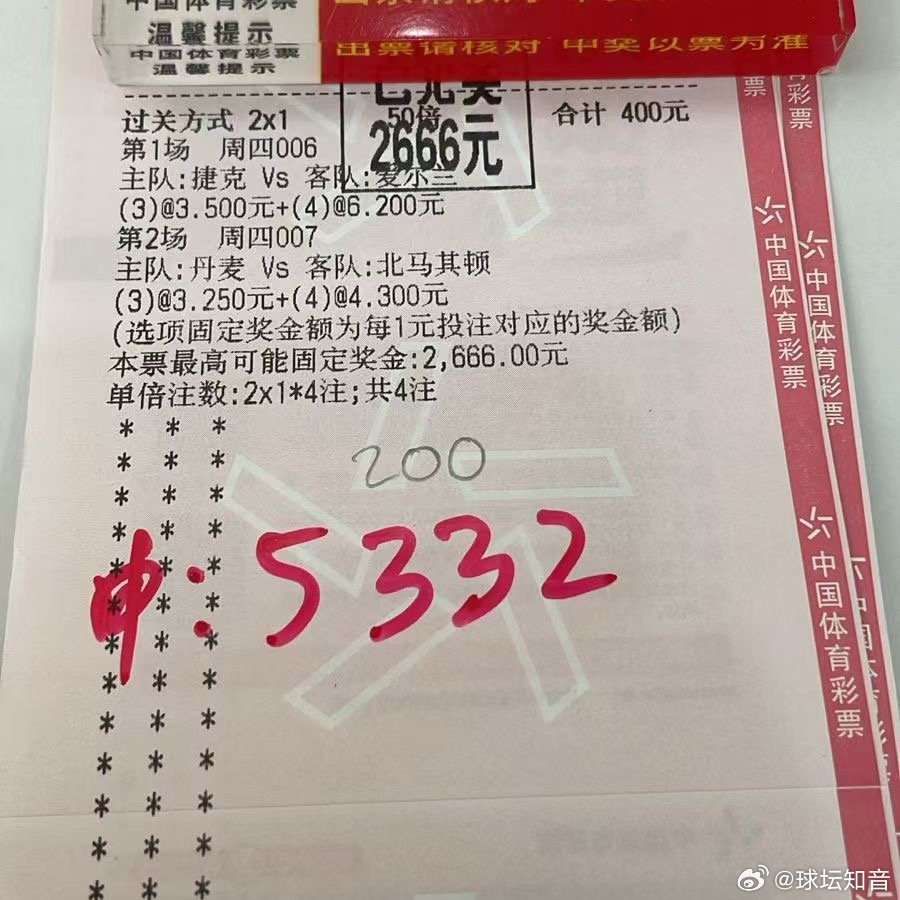 中国体育彩票
温馨提示
中国体育彩票
温馨提示
出票请核对 中奖以票为准
已兑奖
2666元
过关方式 2x1
50倍
合计 400元
第1场 周四006
主队:捷克 Vs 客队:爱尔兰
(3)@3.500元+(4)@6.200元
第2场 周四007
主队:丹麦 Vs 客队:北马其顿
(3)@3.250元+(4)@4.300元
(选项固定奖金额为每1元投注对应的奖金额)
本票最高可能固定奖金:2,666.00元
单倍注数:2x1*4注;共4注
* * *
* * *
* * *
* * *
* * *
* * *
* * *
* * *
* * *
* * *
* * *
* * *
* * *
200
中:5332
票
彩票
中国体育彩票
中国体育彩票
中国体育彩票
中国体
@球坛知音